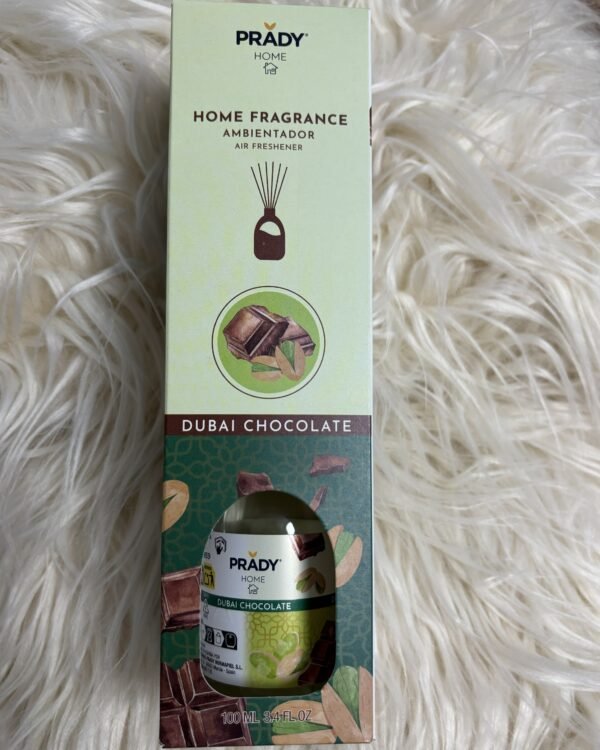 PRADY®
HOME
HOME FRAGRANCE
AMBIENTADOR
AIR FRESHENER
DUBAI CHOCOLATE
PRADY®
HOME
DUBAI CHOCOLATE
100 ML 3.4 FL OZ